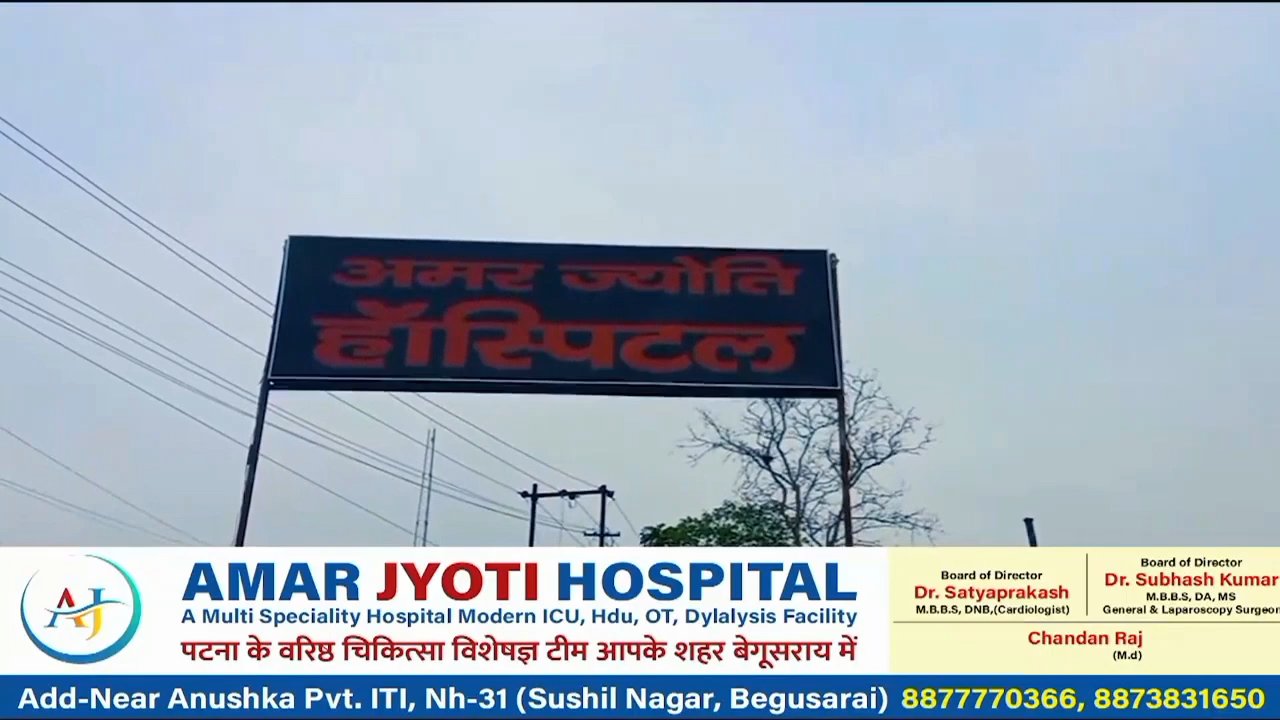 अमर ज्योति
हॉस्पिटल
AJ
AMAR JYOTI HOSPITAL
A Multi Speciality Hospital Modern ICU, Hdu, OT, Dylalysis Facility
पटना के वरिष्ठ चिकित्सा विशेषज्ञ टीम आपके शहर बेगूसराय में
Board of Director
Dr. Satyaprakash
M.B.B.S, DNB,(Cardiologist)
Board of Director
Dr. Subhash Kumar
M.B.B.S, DA, MS
General & Laparoscopy Surgeon
Chandan Raj
(M.d)
Add-Near Anushka Pvt. ITI, Nh-31 (Sushil Nagar, Begusarai) 8877770366, 8873831650